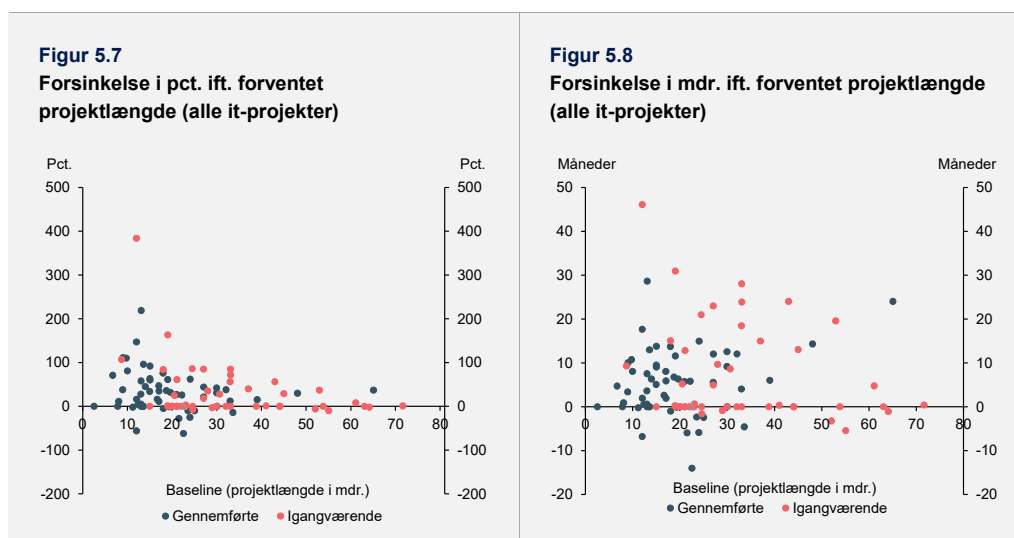 Figur 5.7
Forsinkelse i pct. ift. forventet
projektlængde (alle it-projekter)
Pct.
Pct.
500
500
400
400
300
300
200
200
100
100
0
0
0 10 20 30 40 50 60 70 80
-100
-100
-200
-200
Baseline (projektlængde i mdr.)
Gennemførte
Igangværende
Figur 5.8
Forsinkelse i mdr. ift. forventet projektlængde
(alle it-projekter)
Måneder
Måneder
50
50
40
40
30
30
20
20
10
10
0
0
0 10 20 30 40 50 60 70 80
-10
-10
-20
-20
Baseline (projektlængde i mdr.)
Gennemførte
Igangværende